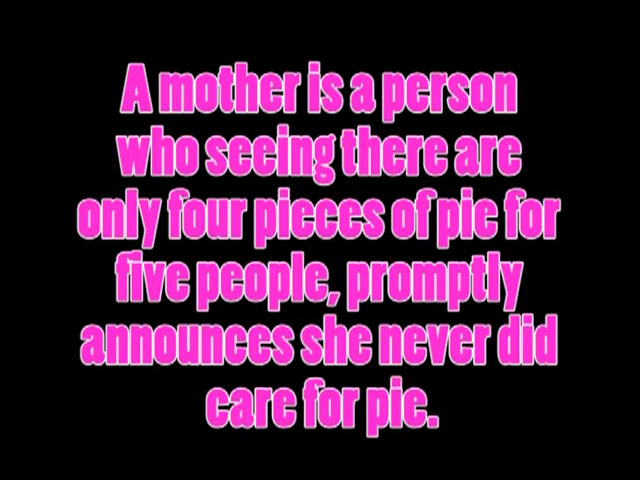 A mother is a person
who seeing there are
only four pieces of pie for
five people, promptly
announces she never did
care for pie.